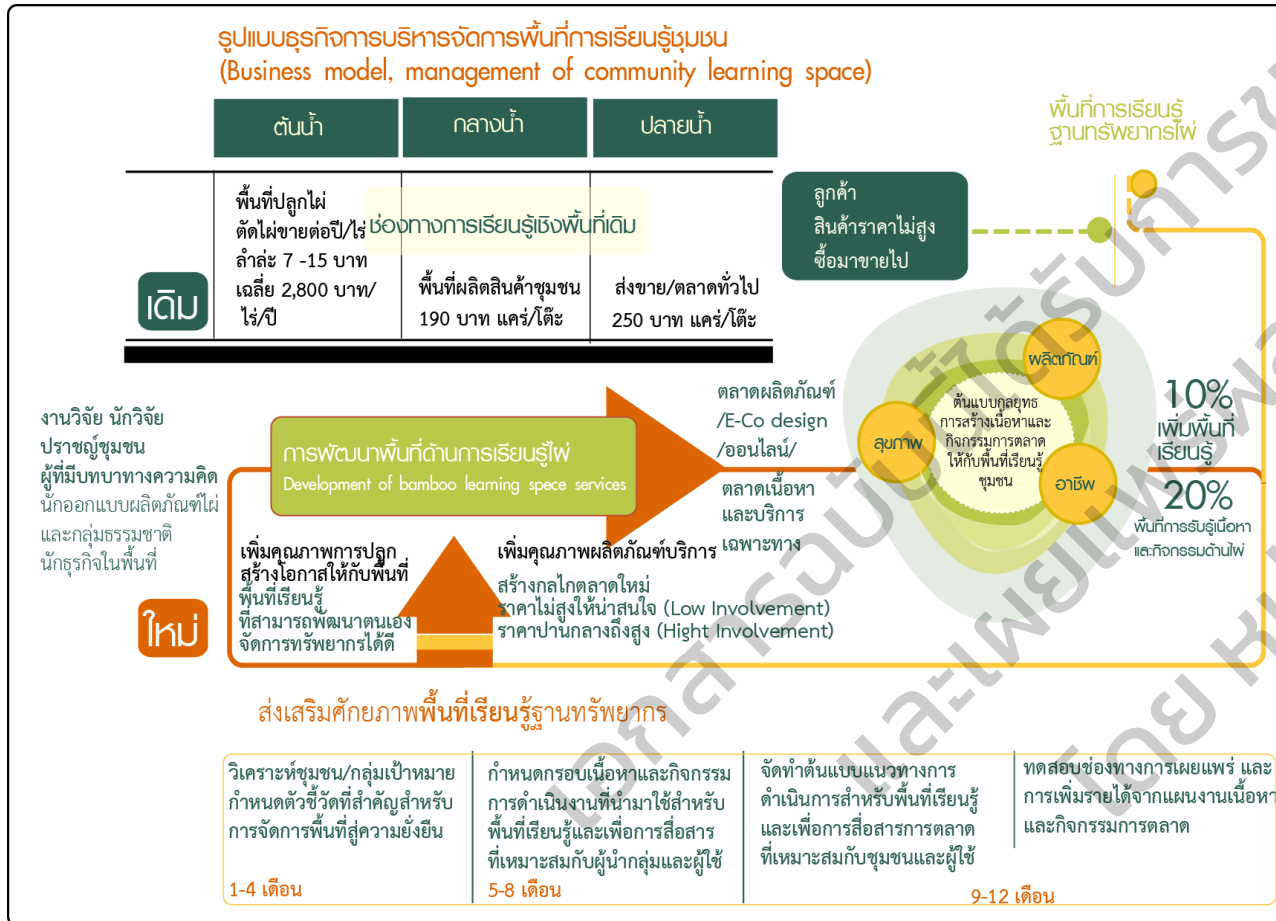 รูปแบบธุรกิจการบริหารจัดการพื้นที่การเรียนรู้ชุมชน
(Business model, management of community learning space)
ต้นน้ำ
กลางน้ำ
ปลายน้ำ
พื้นที่การเรียนรู้
ฐานทรัพยากรไผ่
เดิม
พื้นที่ปลูกไผ่
ตัดไผ่ขายต่อปี/ไร่
ลำล่ะ 7 -15 บาท
เฉลี่ย 2,800 บาท/
ไร่/ปี
ช่องทางการเรียนรู้เชิงพื้นที่เดิม
พื้นที่ผลิตสินค้าชุมชน
190 บาท แคร่/โต๊ะ
ส่งขาย/ตลาดทั่วไป
250 บาท แคร่/โต๊ะ
ลูกค้า
สินค้าราคาไม่สูง
ซื้อมาขายไป
งานวิจัย นักวิจัย
ปราชญ์ชุมชน
ผู้ที่มีบทบาทางความคิด
นักออกแบบผลิตภัณฑ์ไผ่
และกลุ่มธรรมชาติ
นักธุรกิจในพื้นที่
การพัฒนาพื้นที่ด้านการเรียนรู้ไผ่
Development of bamboo learning spece services
ตลาดผลิตภัณฑ์
/E-Co design
/ออนไลน์/
ตลาดเนื้อหา
และบริการ
เฉพาะทาง
ผลิตภัณฑ์
สุขภาพ
อาชีพ
ต้นแบบกลยุทธ
การสร้างเนื้อหาและ
กิจกรรมการตลาด
ให้กับพื้นที่เรียนรู้
ชุมชน
10%
เพิ่มพื้นที่
เรียนรู้
20%
พื้นที่การรับรู้เนื้อหา
และกิจกรรมด้านไผ่
ใหม่
เพิ่มคุณภาพการปลูก
สร้างโอกาสให้กับพื้นที่
พื้นที่เรียนรู้
ที่สามารถพัฒนาตนเอง
จัดการทรัพยากรได้ดี
เพิ่มคุณภาพผลิตภัณฑ์บริการ
สร้างกลไกตลาดใหม่
ราคาไม่สูงให้น่าสนใจ (Low Involvement)
ราคาปานกลางถึงสูง (Hight Involvement)
ส่งเสริมศักยภาพพื้นที่เรียนรู้ฐานทรัพยากร
วิเคราะห์ชุมชน/กลุ่มเป้าหมาย
กำหนดตัวชี้วัดที่สำคัญสำหรับ
การจัดการพื้นที่สู่ความยั่งยืน
1-4 เดือน
กำหนดกรอบเนื้อหาและกิจกรรม
การดำเนินงานที่นำมาใช้สำหรับ
พื้นที่เรียนรู้และเพื่อการสื่อสาร
ที่เหมาะสมกับผู้นำกลุ่มและผู้ใช้
5-8 เดือน
จัดทำต้นแบบแนวทางการ
ดำเนินการสำหรับพื้นที่เรียนรู้
และเพื่อการสื่อสารการตลาด
ที่เหมาะสมกับชุมชนและผู้ใช้
ทดสอบช่องทางการเผยแพร่ และ
การเพิ่มรายได้จากแผนงานเนื้อหา
และกิจกรรมการตลาด
9-12 เดือน
เอกสารฉบับนี้ได้รับการ
และเผยแพร่
โดย